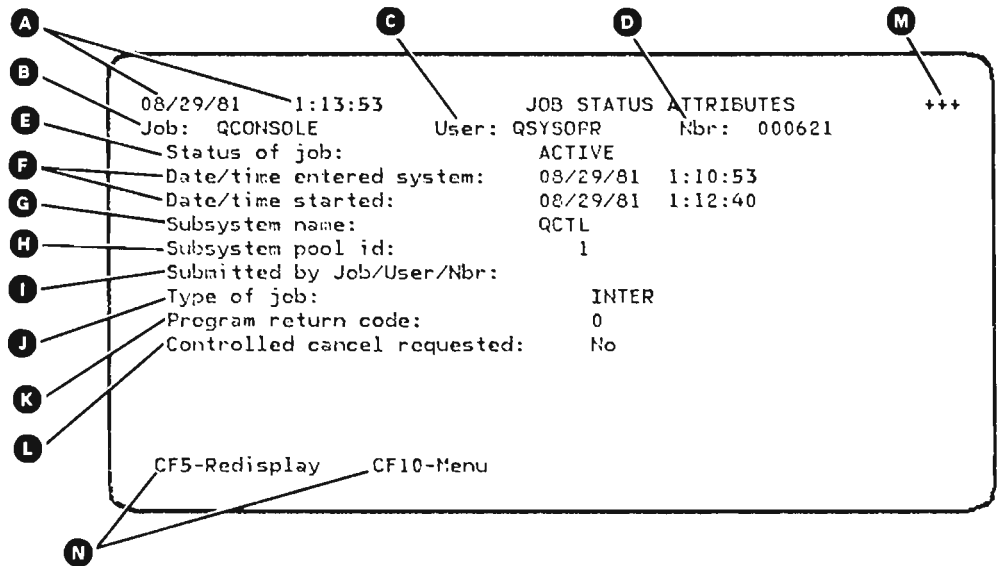 A C D M
B
08/29/81 1:13:53 JOB STATUS ATTRIBUTES +++
Job: QCONSOLE User: QSYSOPR Nbr: 000621
E Status of job: ACTIVE
F Date/time entered system: 08/29/81 1:10:53
Date/time started: 08/29/81 1:12:40
G Subsystem name: QCTL
H Subsystem pool id: 1
I Submitted by Job/User/Nbr:
J Type of job: INTER
K Program return code: 0
L Controlled cancel requested: No
CF5-Redisplay CF10-Menu
N